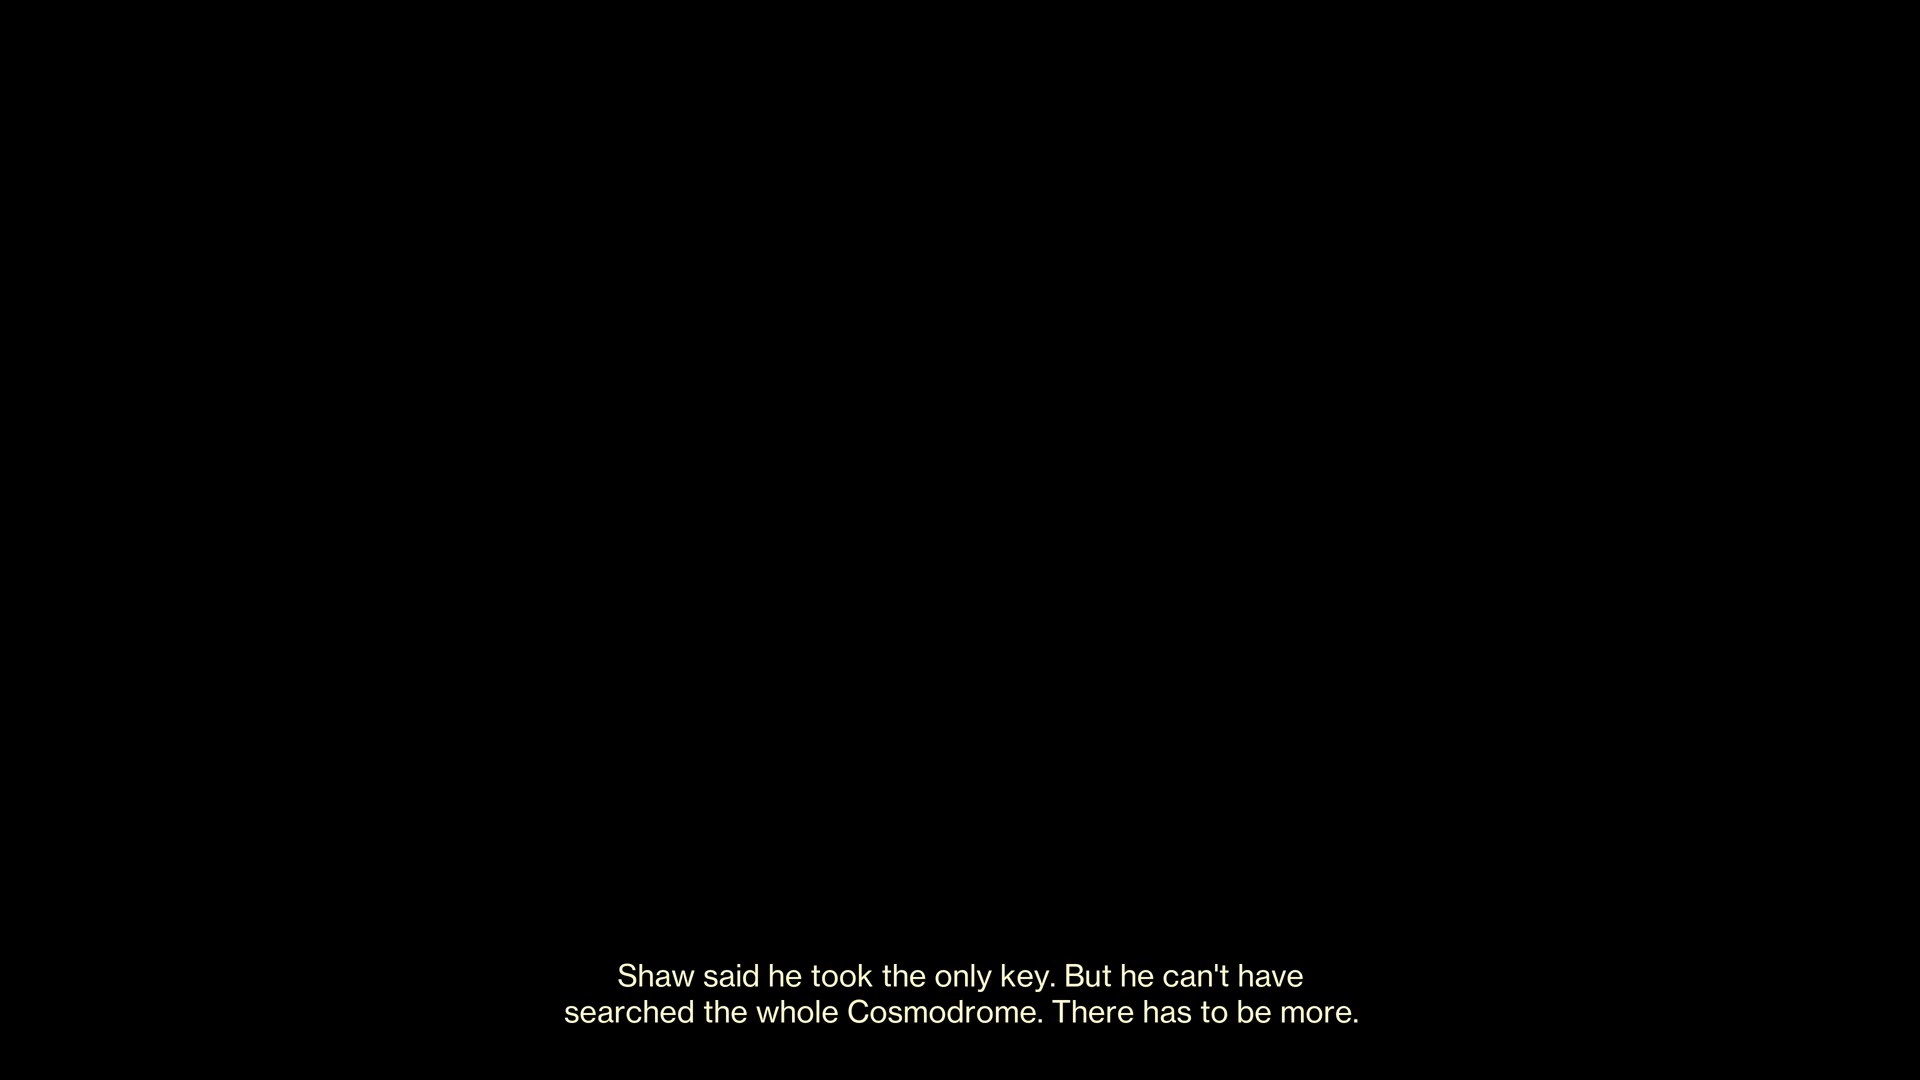 Shaw said he took the only key. But he can't have
searched the whole Cosmodrome. There has to be more.